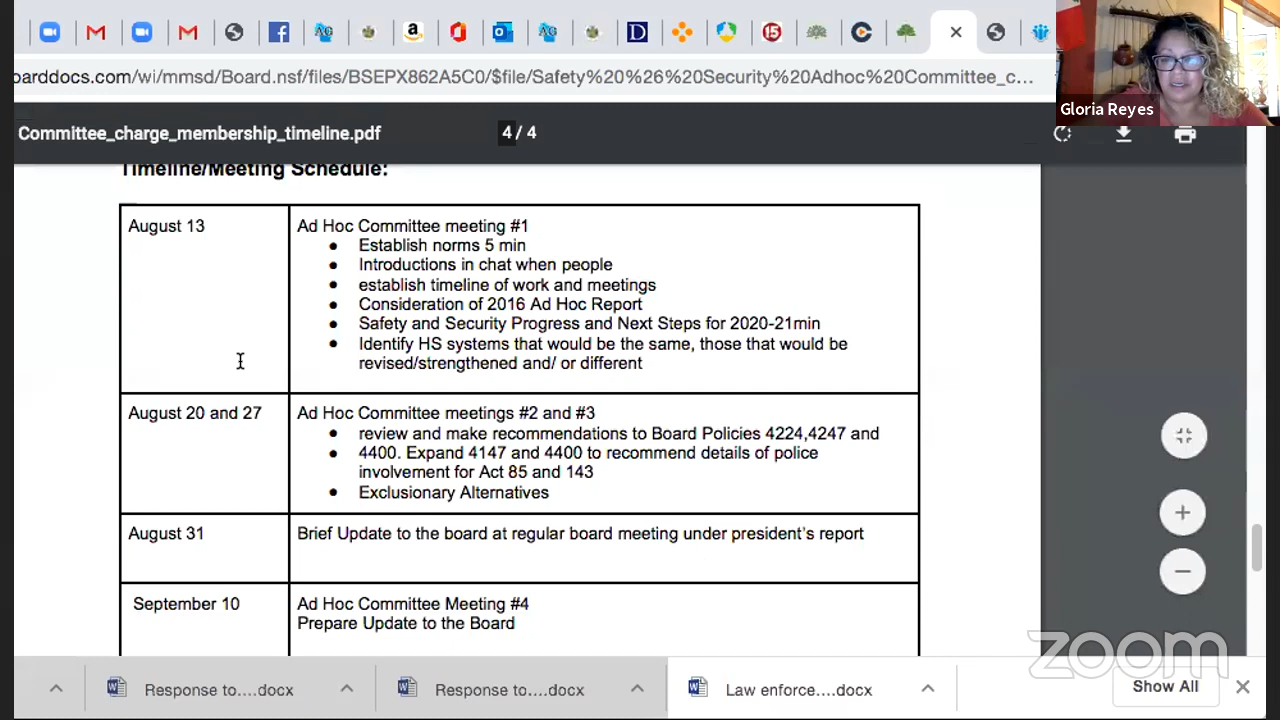 15
D
C
arddocs.com/wi/mmsd/Board.nsf/files/BSEPX862A5C0/$file/Safety%20%26%20Security%20Adhoc%20Committee_c...
Gloria Reyes
Committee_charge_membership_timeline.pdf
4 / 4
Timeline/Meeting Schedule:
August 13
Ad Hoc Committee meeting #1
● Establish norms 5 min
● Introductions in chat when people
● establish timeline of work and meetings
● Consideration of 2016 Ad Hoc Report
● Safety and Security Progress and Next Steps for 2020-21min
● Identify HS systems that would be the same, those that would be
revised/strengthened and/ or different
August 20 and 27
Ad Hoc Committee meetings #2 and #3
● review and make recommendations to Board Policies 4224,4247 and
● 4400. Expand 4147 and 4400 to recommend details of police
involvement for Act 85 and 143
● Exclusionary Alternatives
August 31
Brief Update to the board at regular board meeting under president's report
September 10
Ad Hoc Committee Meeting #4
Prepare Update to the Board
zoom
Response to....docx
Response to....docx
Law enforce....docx
Show All